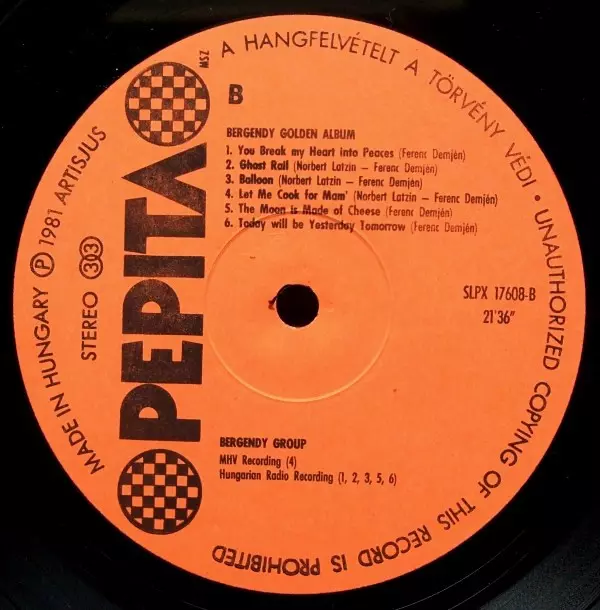 A HANGFELVÉTELT A TÖRVÉNY VÉDI • UNAUTHORIZED COPYING OF THIS RECORD IS PROHIBITED
MADE IN HUNGARY Ⓟ 1981 ARTISJUS
STEREO 303
PEPITA
MSZ
B
BERGENDY GOLDEN ALBUM
1. You Break my Heart into Peaces (Ferenc Demjén)
2. Ghost Rail (Norbert Latzin – Ferenc Demjén)
3. Balloon (Norbert Latzin – Ferenc Demjén)
4. Let Me Cook for Mam' (Norbert Latzin – Ferenc Demjén)
5. The Moon is Made of Cheese (Ferenc Demjén)
6. Today will be Yesterday Tomorrow (Ferenc Demjén)
SLPX 17608-B
21'36"
BERGENDY GROUP
MHV Recording (4)
Hungarian Radio Recording (1, 2, 3, 5, 6)